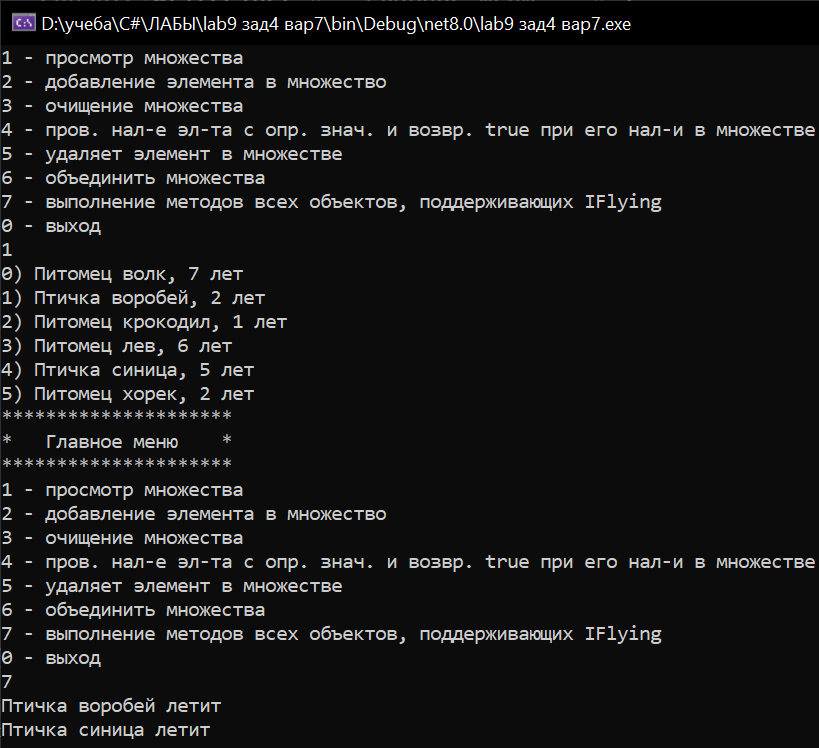 D:\учеба\C#\ЛАБЫ\lab9 зад4 вар7\bin\Debug\net8.0\lab9 зад4 вар7.exe
1 - просмотр множества
2 - добавление элемента в множество
3 - очищение множества
4 - пров. нал-е эл-та с опр. знач. и возвр. true при его нал-и в множестве
5 - удаляет элемент в множестве
6 - объединить множества
7 - выполнение методов всех объектов, поддерживающих IFlying
0 - выход
1
0) Питомец волк, 7 лет
1) Птичка воробей, 2 лет
2) Питомец крокодил, 1 лет
3) Питомец лев, 6 лет
4) Птичка синица, 5 лет
5) Питомец хорек, 2 лет
*********************
*   Главное меню    *
*********************
1 - просмотр множества
2 - добавление элемента в множество
3 - очищение множества
4 - пров. нал-е эл-та с опр. знач. и возвр. true при его нал-и в множестве
5 - удаляет элемент в множестве
6 - объединить множества
7 - выполнение методов всех объектов, поддерживающих IFlying
0 - выход
7
Птичка воробей летит
Птичка синица летит